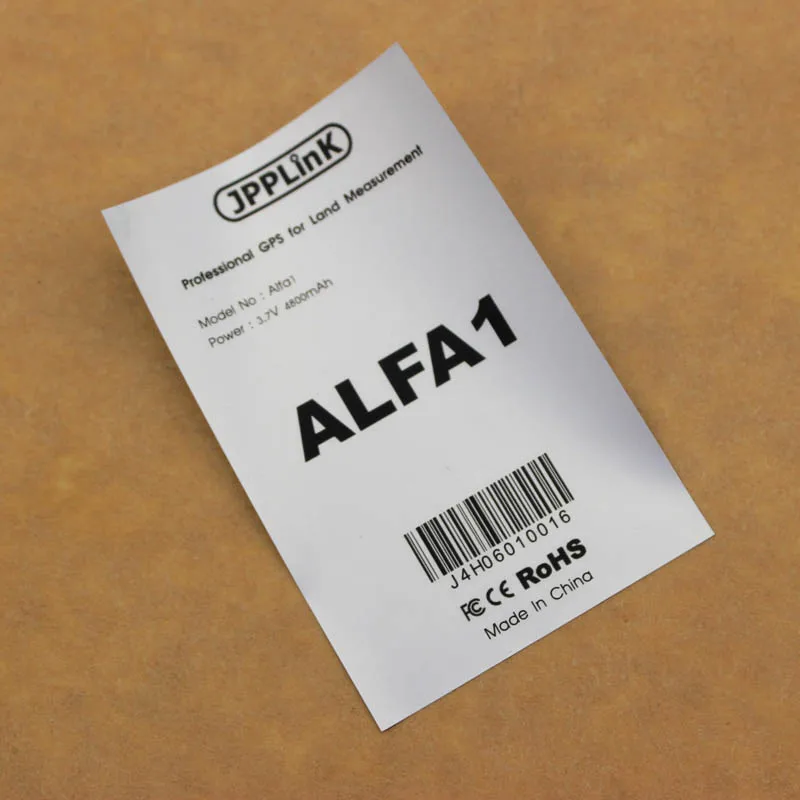 JPPLinK
Professional GPS for Land Measurement
Model No : Alfa1
Power : 3.7V 4800mAh
ALFA1
J4H06010016
FC CE RoHS
Made In China